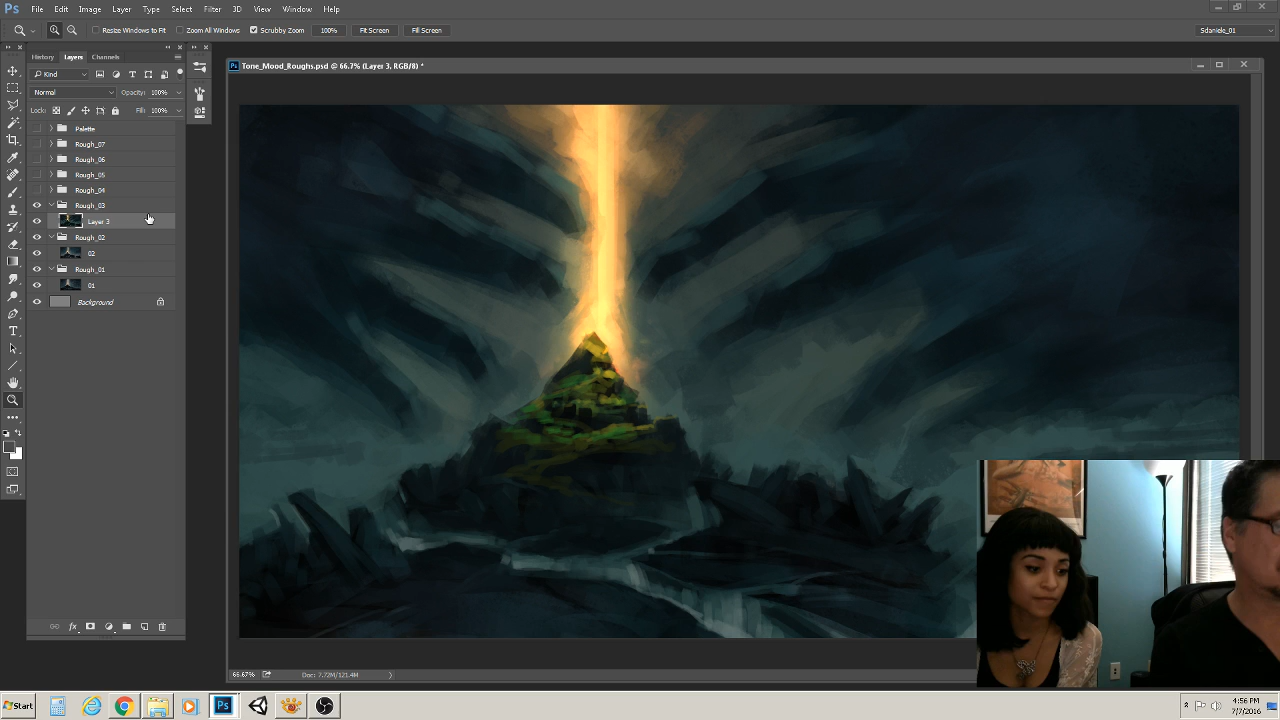 Ps File Edit Image Layer Type Select Filter 3D View Window Help
Resize Windows to Fit Zoom All Windows Scrubby Zoom 100% Fit Screen Fill Screen Sdaniele_01
History Layers Channels
Tone_Mood_Roughs.psd @ 66.7% (Layer 3, RGB/8) *
Kind
Normal Opacity: 100%
Lock: Fill: 100%
Palette
Rough_07
Rough_06
Rough_05
Rough_04
Rough_03
Layer 3
Rough_02
02
Rough_01
01
Background
66.67% Doc: 7.72M/121.4M
Start Ps 4:56 PM
7/7/2016